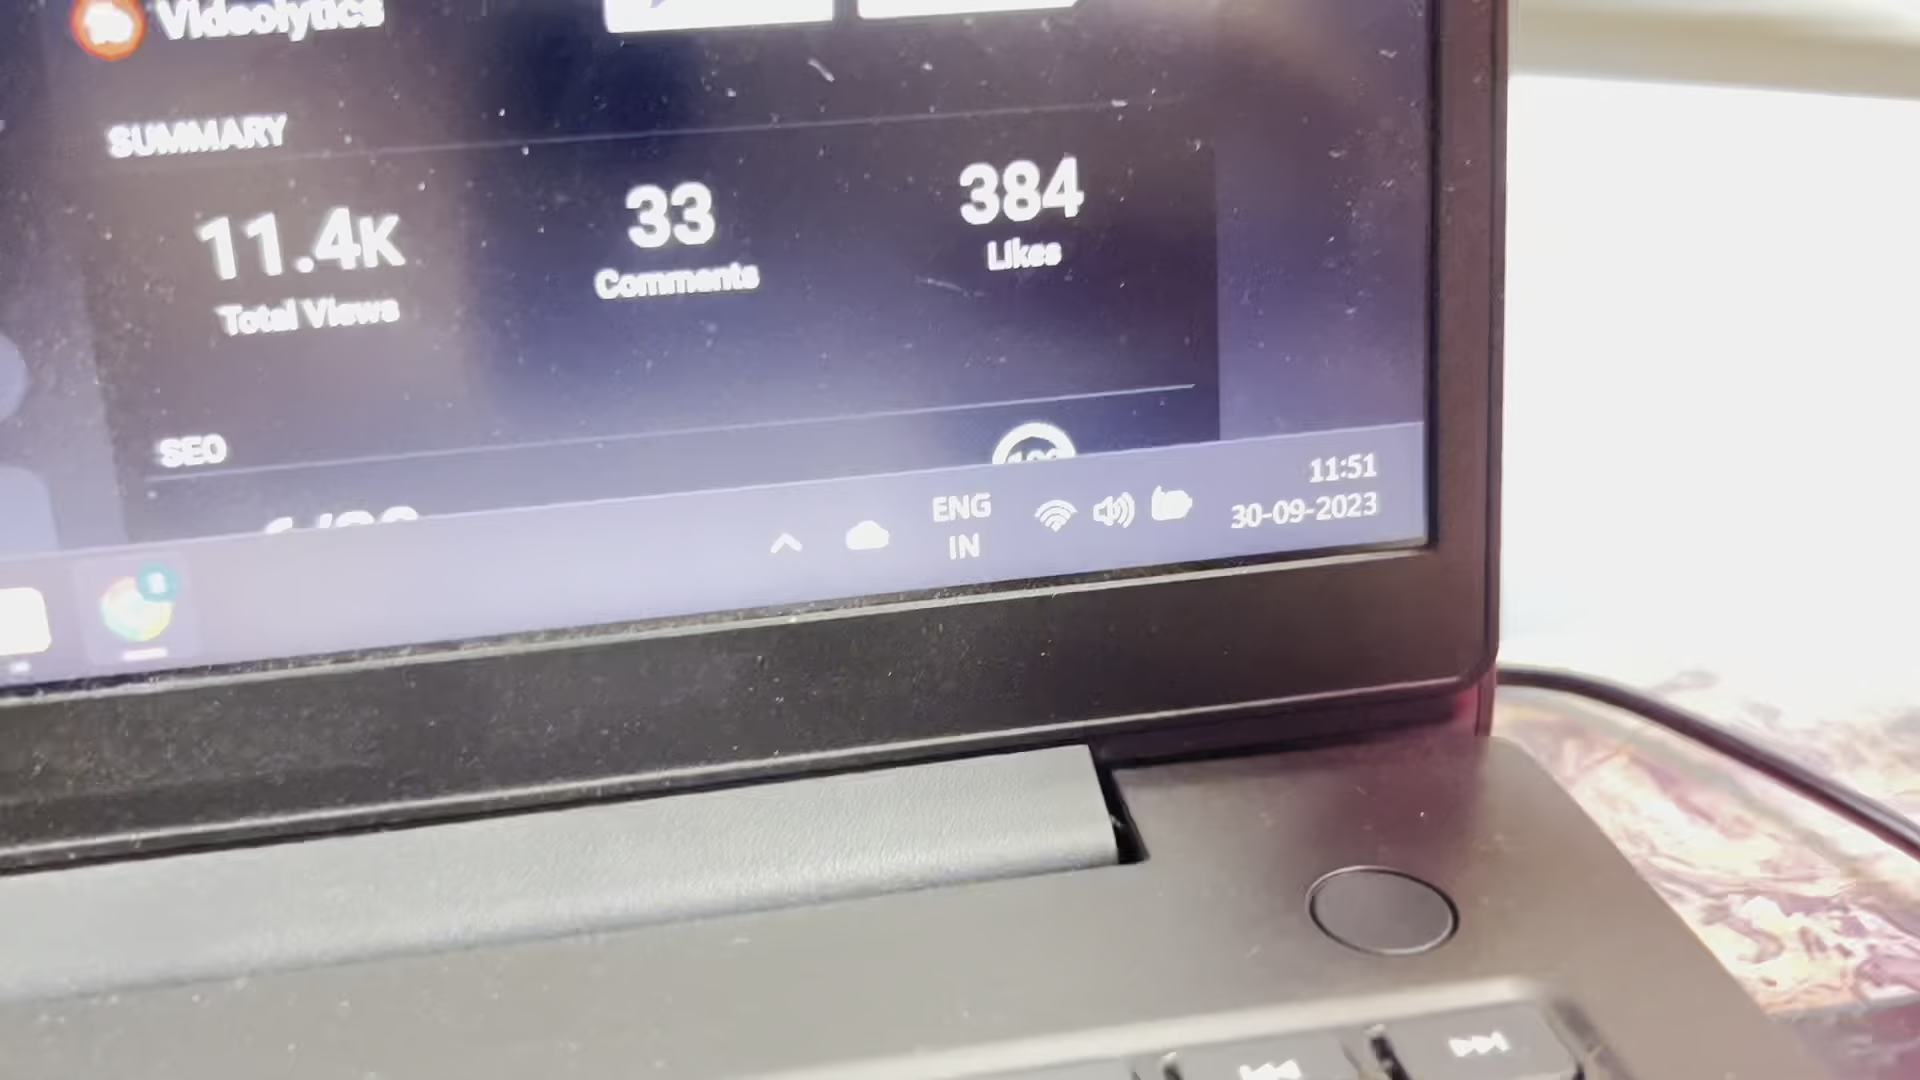 Videolytics
SUMMARY
11.4K
Total Views
33
Comments
384
Likes
SEO
ENG
IN
11:51
30-09-2023